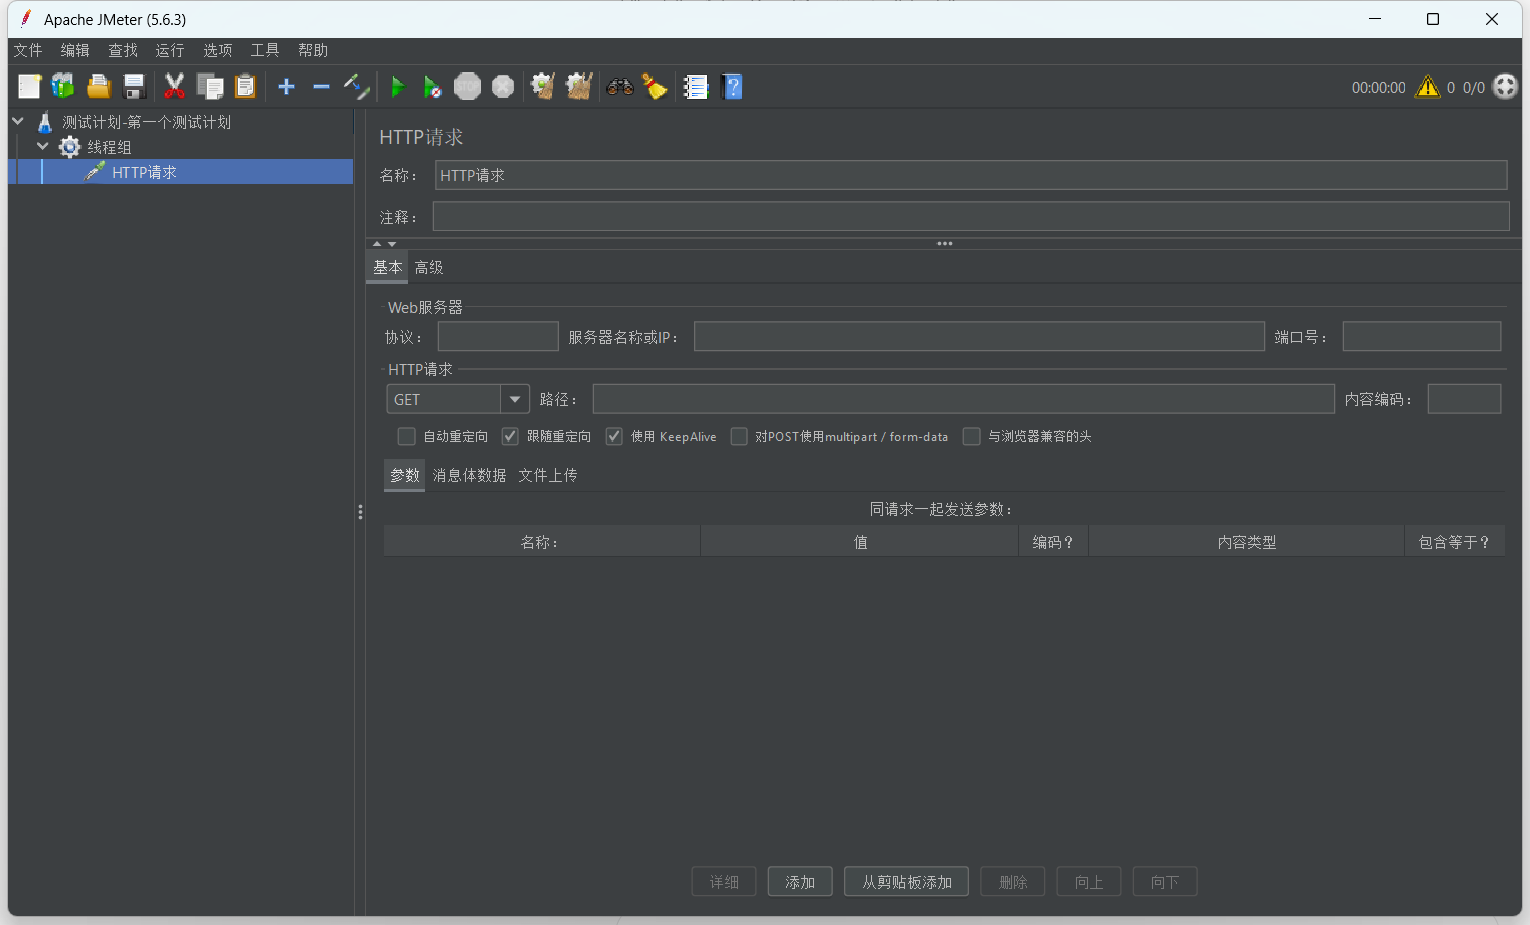 Apache JMeter (5.6.3)
文件 编辑 查找 运行 选项 工具 帮助
STOP 00:00:00 0 0/0
测试计划-第一个测试计划
线程组
HTTP请求
HTTP请求
名称： HTTP请求
注释：
基本 高级
Web服务器
协议： 服务器名称或IP： 端口号：
HTTP请求
GET 路径： 内容编码：
自动重定向 跟随重定向 使用 KeepAlive 对POST使用multipart / form-data 与浏览器兼容的头
参数 消息体数据 文件上传
同请求一起发送参数：
名称： 值 编码？ 内容类型 包含等于？
详细 添加 从剪贴板添加 删除 向上 向下